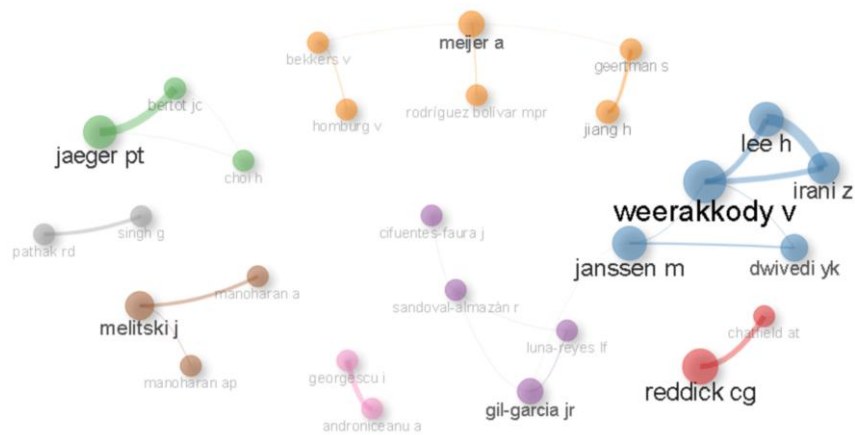 meijer a
bekkers v
geertman s
bertot jc
homburg v
rodríguez bolívar mpr
jiang h
lee h
jaeger pt
choi h
irani z
weerakkody v
singh g
cifuentes-faura j
pathak rd
janssen m
dwivedi yk
manoharan a
sandoval-almazán r
melitski j
chatfield at
luna-reyes lf
georgescu i
manoharan ap
reddick cg
gil-garcia jr
androniceanu a